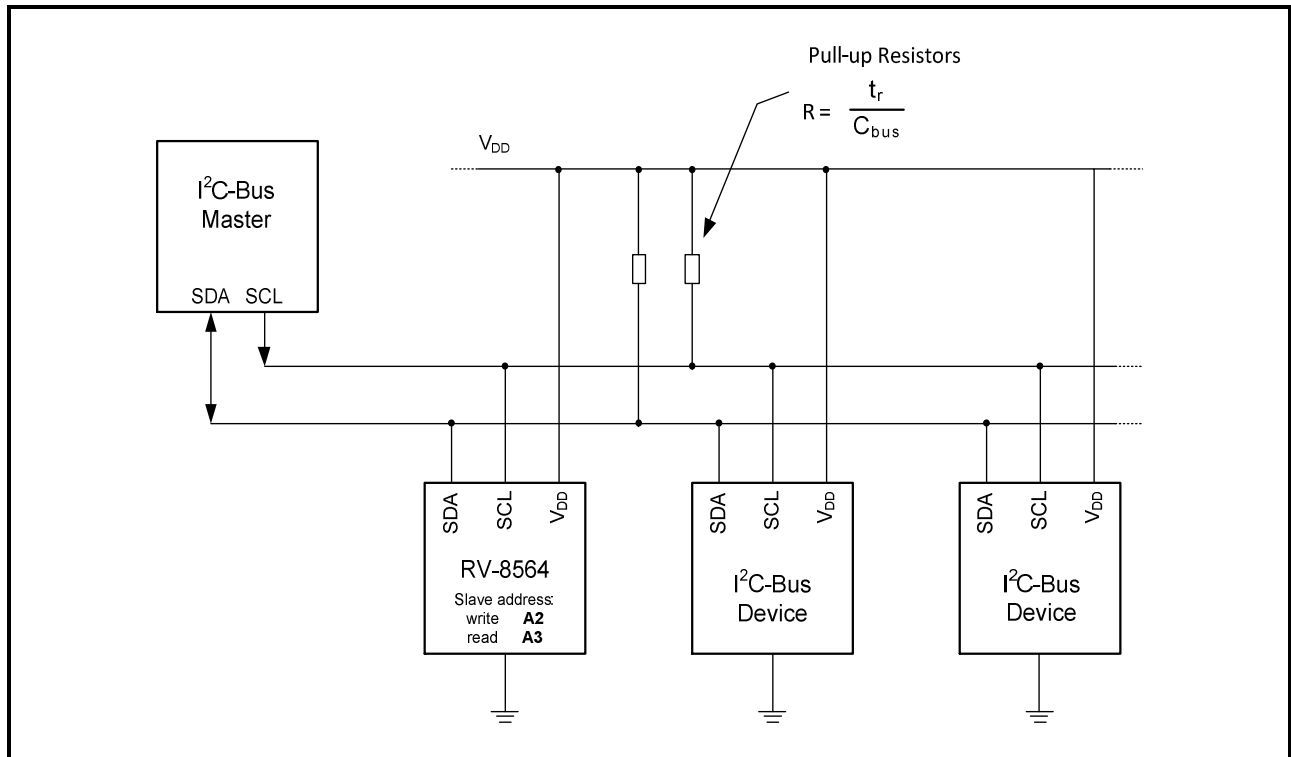 Pull-up Resistors
R = t_r / C_bus
V_DD
I²C-Bus
Master
SDA SCL
SDA SCL V_DD
RV-8564
Slave address:
write A2
read A3
SDA SCL V_DD
I²C-Bus
Device
SDA SCL V_DD
I²C-Bus
Device